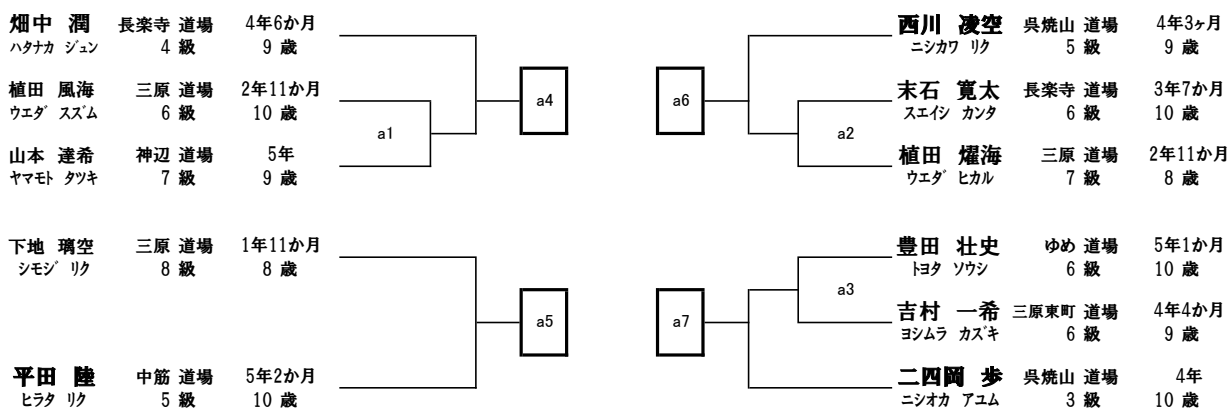 畑中 潤 長楽寺 道場 4年6か月
ハタナカ ジュン 4 級 9 歳
植田 風海 三原 道場 2年11か月
ウエダ スズム 6 級 10 歳
山本 達希 神辺 道場 5年
ヤマモト タツキ 7 級 9 歳
a1
a4
下地 璃空 三原 道場 1年11か月
シモジ リク 8 級 8 歳
平田 陸 中筋 道場 5年2か月
ヒラタ リク 5 級 10 歳
a5
西川 凌空 呉焼山 道場 4年3ヶ月
ニシカワ リク 5 級 9 歳
末石 寛太 長楽寺 道場 3年7か月
スエイシ カンタ 6 級 10 歳
植田 燿海 三原 道場 2年11か月
ウエダ ヒカル 7 級 8 歳
a6
a2
豊田 壮史 ゆめ 道場 5年1か月
トヨタ ソウシ 6 級 10 歳
吉村 一希 三原東町 道場 4年4か月
ヨシムラ カズキ 6 級 9 歳
二四岡 歩 呉焼山 道場 4年
ニシオカ アユム 3 級 10 歳
a3
a7